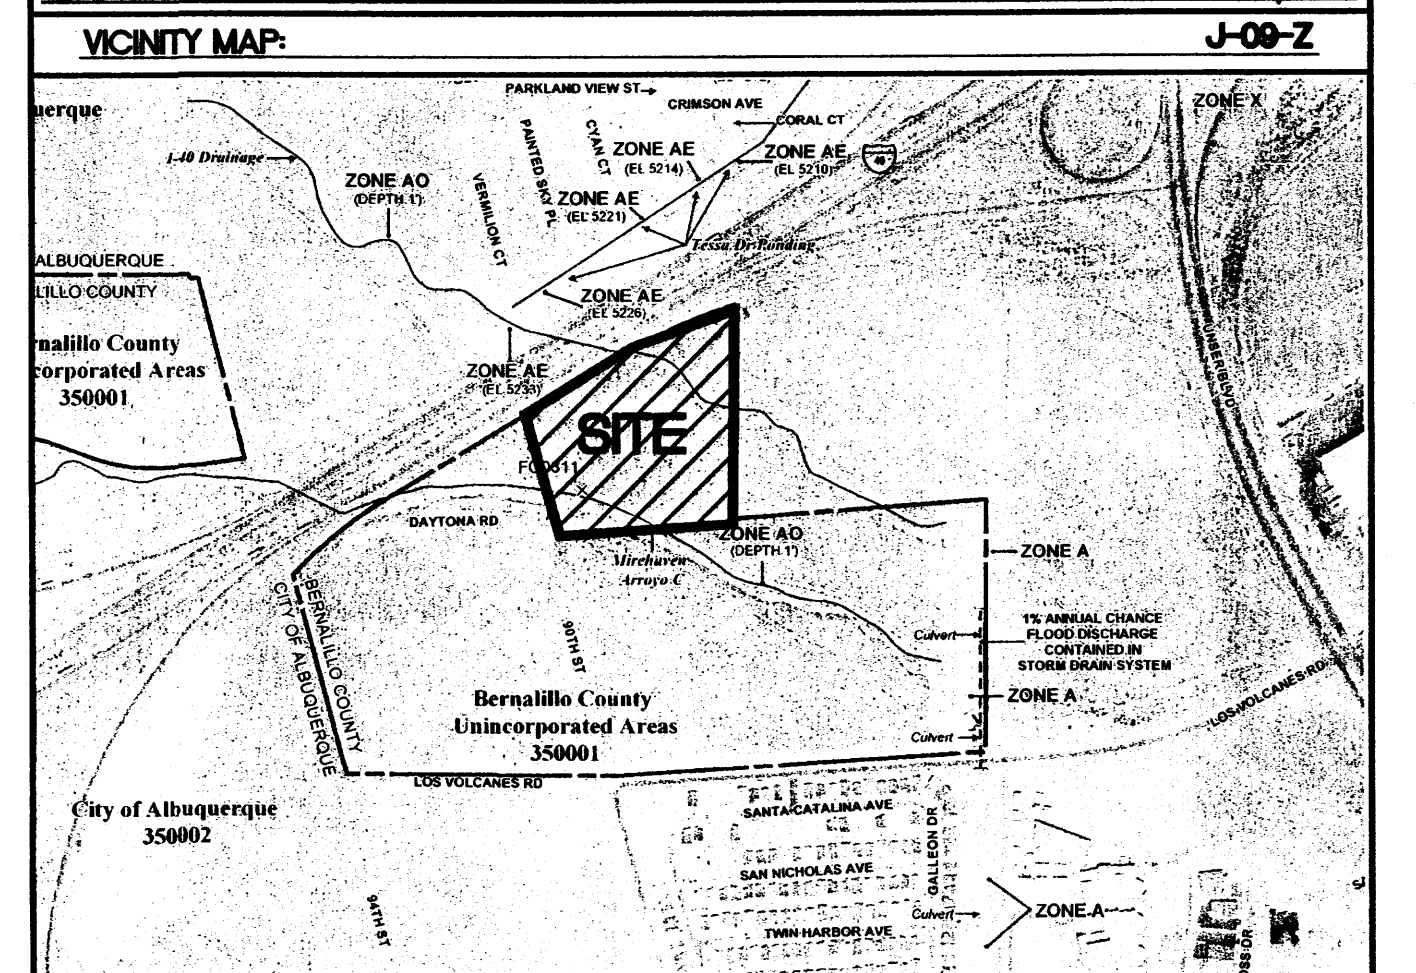 VICINITY MAP:
J-09-Z
PARKLAND VIEW ST
CRIMSON AVE
CORAL CT
ZONE X
uerque
I-40 Drainage
PAINTED SKY PL
CYAN CT
ZONE AE
(EL 5214)
ZONE AE
(EL 5210)
40
ZONE AO
(DEPTH 1')
VERMILION CT
ZONE AE
(EL 5221)
Tessa Dr Ponding
ALBUQUERQUE
LILLO COUNTY
ZONE AE
(EL 5226)
rnalillo County
corporated Areas
350001
ZONE AE
(EL 5233)
UNSER BLVD
SITE
FC0311
DAYTONA RD
ZONE AO
(DEPTH 1')
Mirehaven
Arroyo C
ZONE A
BERNALILLO COUNTY
CITY OF ALBUQUERQUE
90TH ST
Culvert
1% ANNUAL CHANCE
FLOOD DISCHARGE
CONTAINED IN
STORM DRAIN SYSTEM
Bernalillo County
Unincorporated Areas
350001
ZONE A
LOS VOLCANES RD
Culvert
LOS VOLCANES RD
City of Albuquerque
350002
SANTA CATALINA AVE
GALLEON DR
SAN NICHOLAS AVE
94TH ST
Culvert
ZONE A
TWIN HARBOR AVE
OSS DR